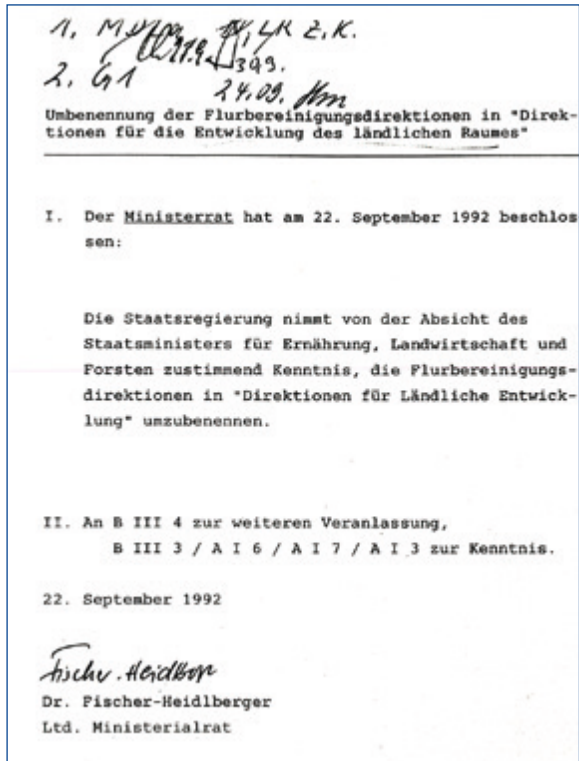 1. z.K.
2. G1
24.09.
Umbenennung der Flurbereinigungsdirektionen in "Direk-
tionen für die Entwicklung des ländlichen Raumes"
I. Der Ministerrat hat am 22. September 1992 beschlos
sen:
Die Staatsregierung nimmt von der Absicht des
Staatsministers für Ernährung, Landwirtschaft und
Forsten zustimmend Kenntnis, die Flurbereinigungs-
direktionen in "Direktionen für Ländliche Entwick-
lung" umzubenennen.
II. An B III 4 zur weiteren Veranlassung,
B III 3 / A I 6 / A I 7 / A I 3 zur Kenntnis.
22. September 1992
Dr. Fischer-Heidlberger
Ltd. Ministerialrat